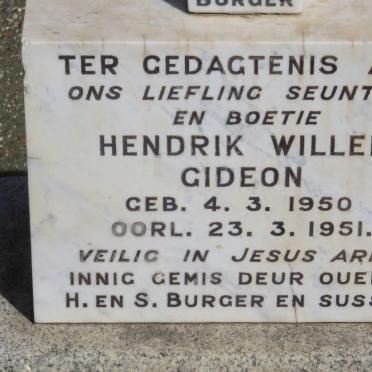 BURGER
TER GEDAGTENIS A
ONS LIEFLING SEUNT
EN BOETIE
HENDRIK WILLE
GIDEON
GEB. 4. 3. 1950
OORL. 23. 3. 1951.
VEILIG IN JESUS AR
INNIG GEMIS DEUR OUE
H. EN S. BURGER EN SUSS